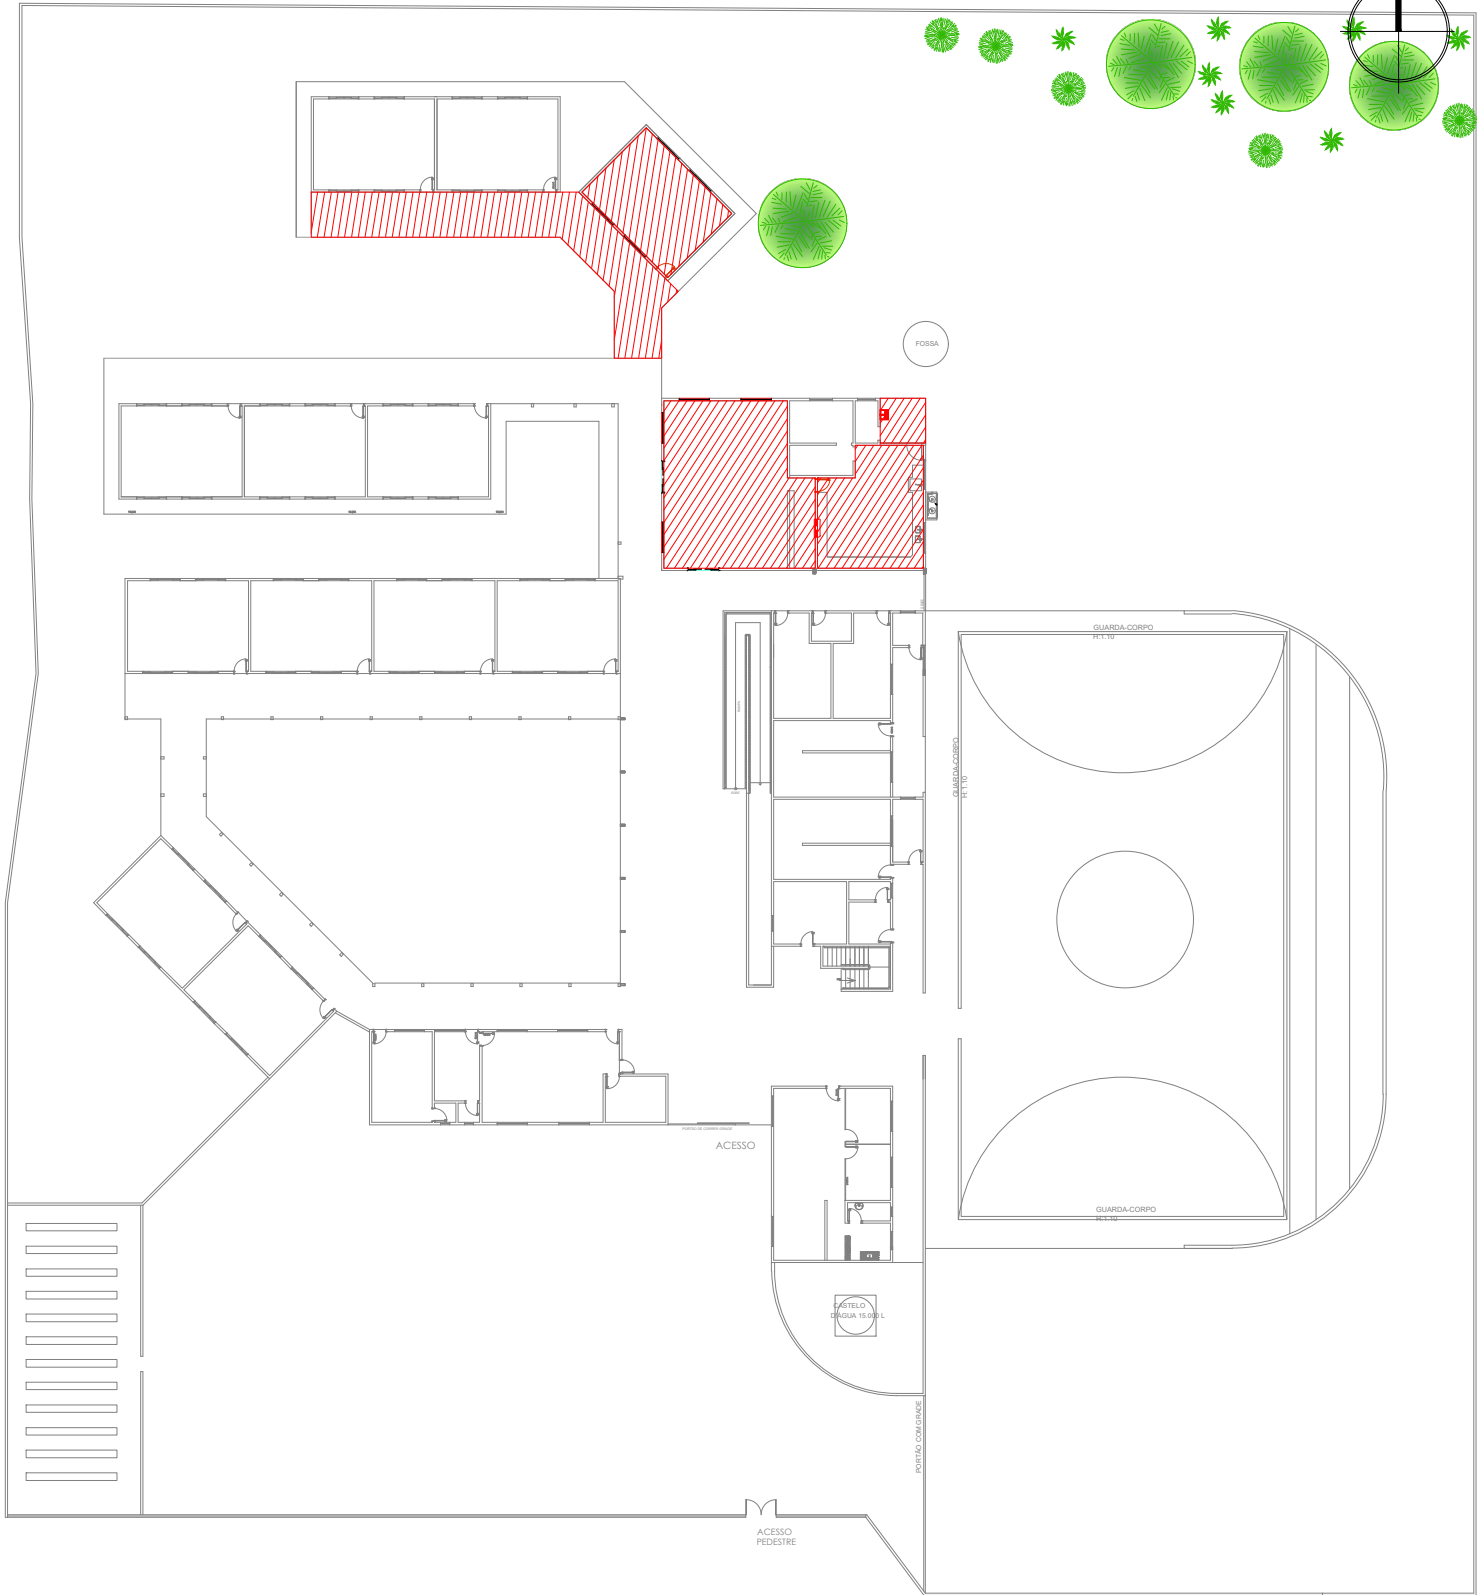 FOSSA
GUARDA-CORPO
H:1.10
GUARDA-CORPO
H:1.10
ACESSO
GUARDA-CORPO
H:1.10
CASTELO
D'AGUA 15.000 L
PORTÃO COM GRADE
ACESSO
PEDESTRE